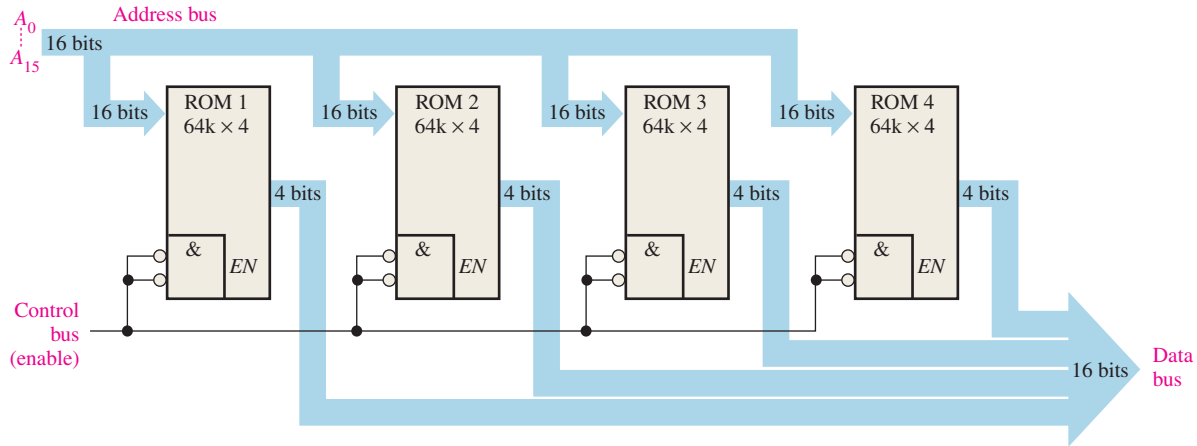 A0
Address bus
16 bits
A15
16 bits
ROM 1
64k × 4
16 bits
ROM 2
64k × 4
16 bits
ROM 3
64k × 4
16 bits
ROM 4
64k × 4
4 bits
4 bits
4 bits
4 bits
&
EN
&
EN
&
EN
&
EN
Control
bus
(enable)
16 bits
Data
bus